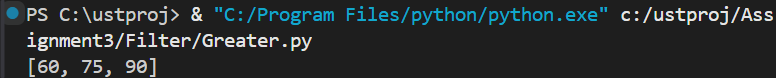 PS C:\ustproj> & "C:/Program Files/python/python.exe" c:/ustproj/Ass
ignment3/Filter/Greater.py
[60, 75, 90]